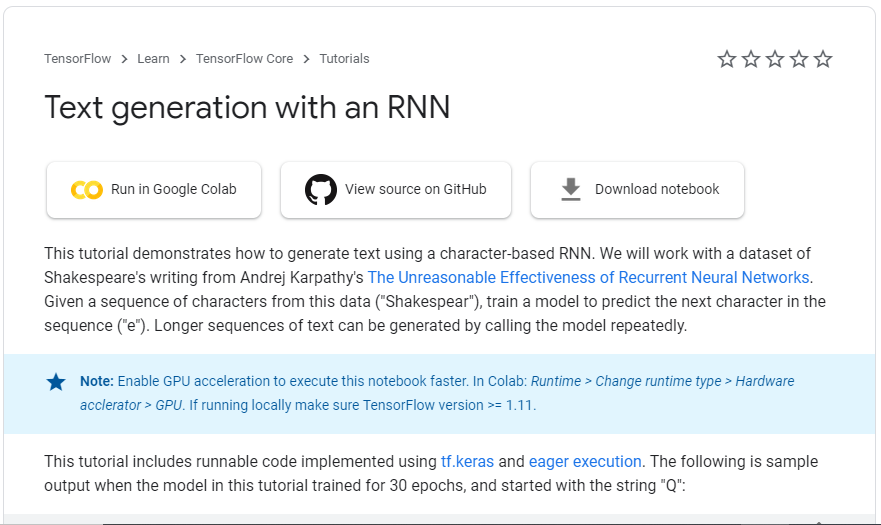 TensorFlow > Learn > TensorFlow Core > Tutorials
Text generation with an RNN
Run in Google Colab
View source on GitHub
Download notebook
This tutorial demonstrates how to generate text using a character-based RNN. We will work with a dataset of
Shakespeare's writing from Andrej Karpathy's The Unreasonable Effectiveness of Recurrent Neural Networks.
Given a sequence of characters from this data ("Shakespear"), train a model to predict the next character in the
sequence ("e"). Longer sequences of text can be generated by calling the model repeatedly.
Note: Enable GPU acceleration to execute this notebook faster. In Colab: Runtime > Change runtime type > Hardware
acclerator > GPU. If running locally make sure TensorFlow version >= 1.11.
This tutorial includes runnable code implemented using tf.keras and eager execution. The following is sample
output when the model in this tutorial trained for 30 epochs, and started with the string "Q":